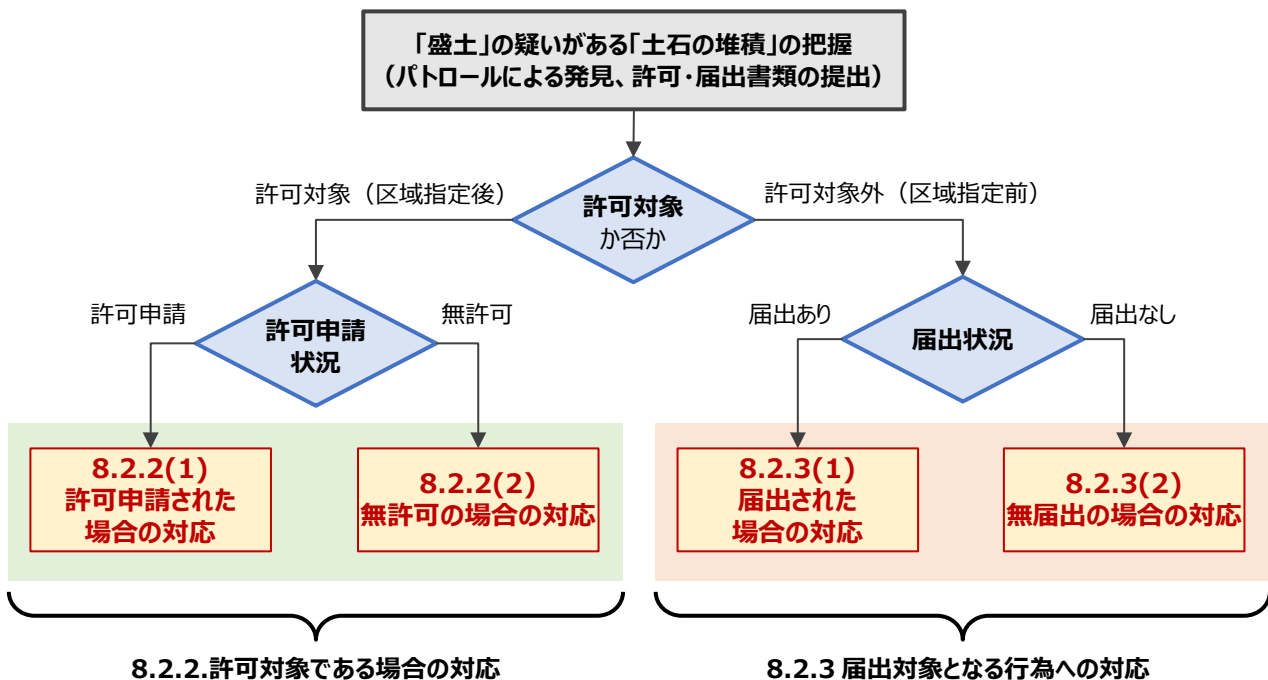 「盛土」の疑いがある「土石の堆積」の把握
（パトロールによる発見、許可・届出書類の提出）
許可対象（区域指定後）
許可対象外（区域指定前）
許可対象
か否か
許可申請
無許可
許可申請
状況
届出あり
届出なし
届出状況
8.2.2(1)
許可申請された
場合の対応
8.2.2(2)
無許可の場合の対応
8.2.3(1)
届出された
場合の対応
8.2.3(2)
無届出の場合の対応
8.2.2.許可対象である場合の対応
8.2.3 届出対象となる行為への対応